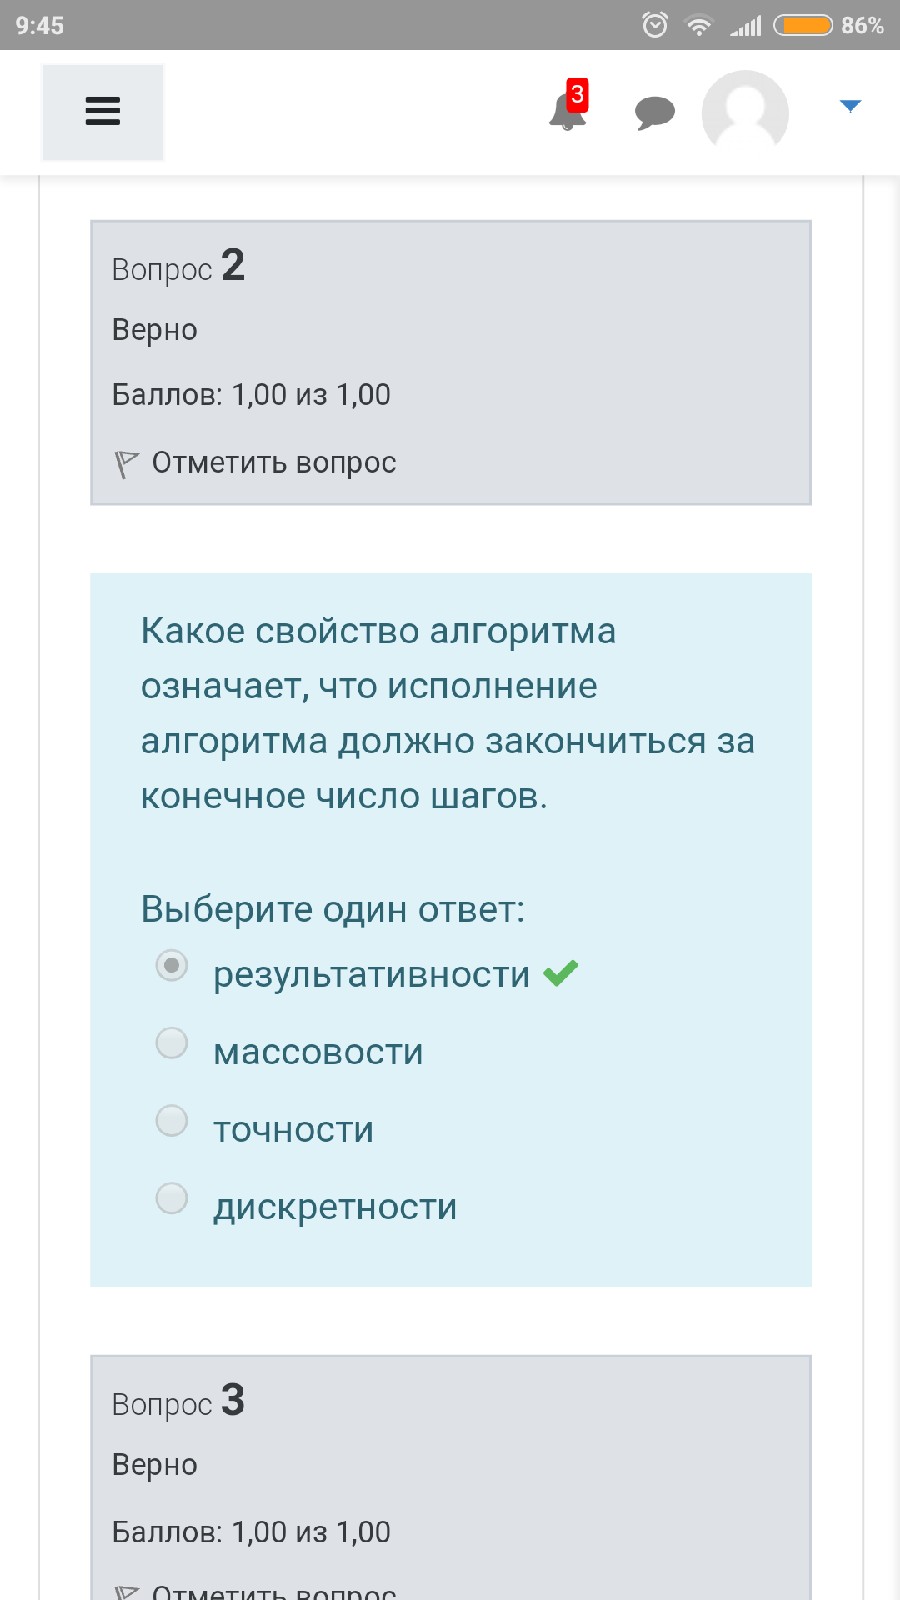 9:45
86%
3
Вопрос 2
Верно
Баллов: 1,00 из 1,00
Отметить вопрос
Какое свойство алгоритма
означает, что исполнение
алгоритма должно закончиться за
конечное число шагов.
Выберите один ответ:
результативности
массовости
точности
дискретности
Вопрос 3
Верно
Баллов: 1,00 из 1,00
Отметить вопрос